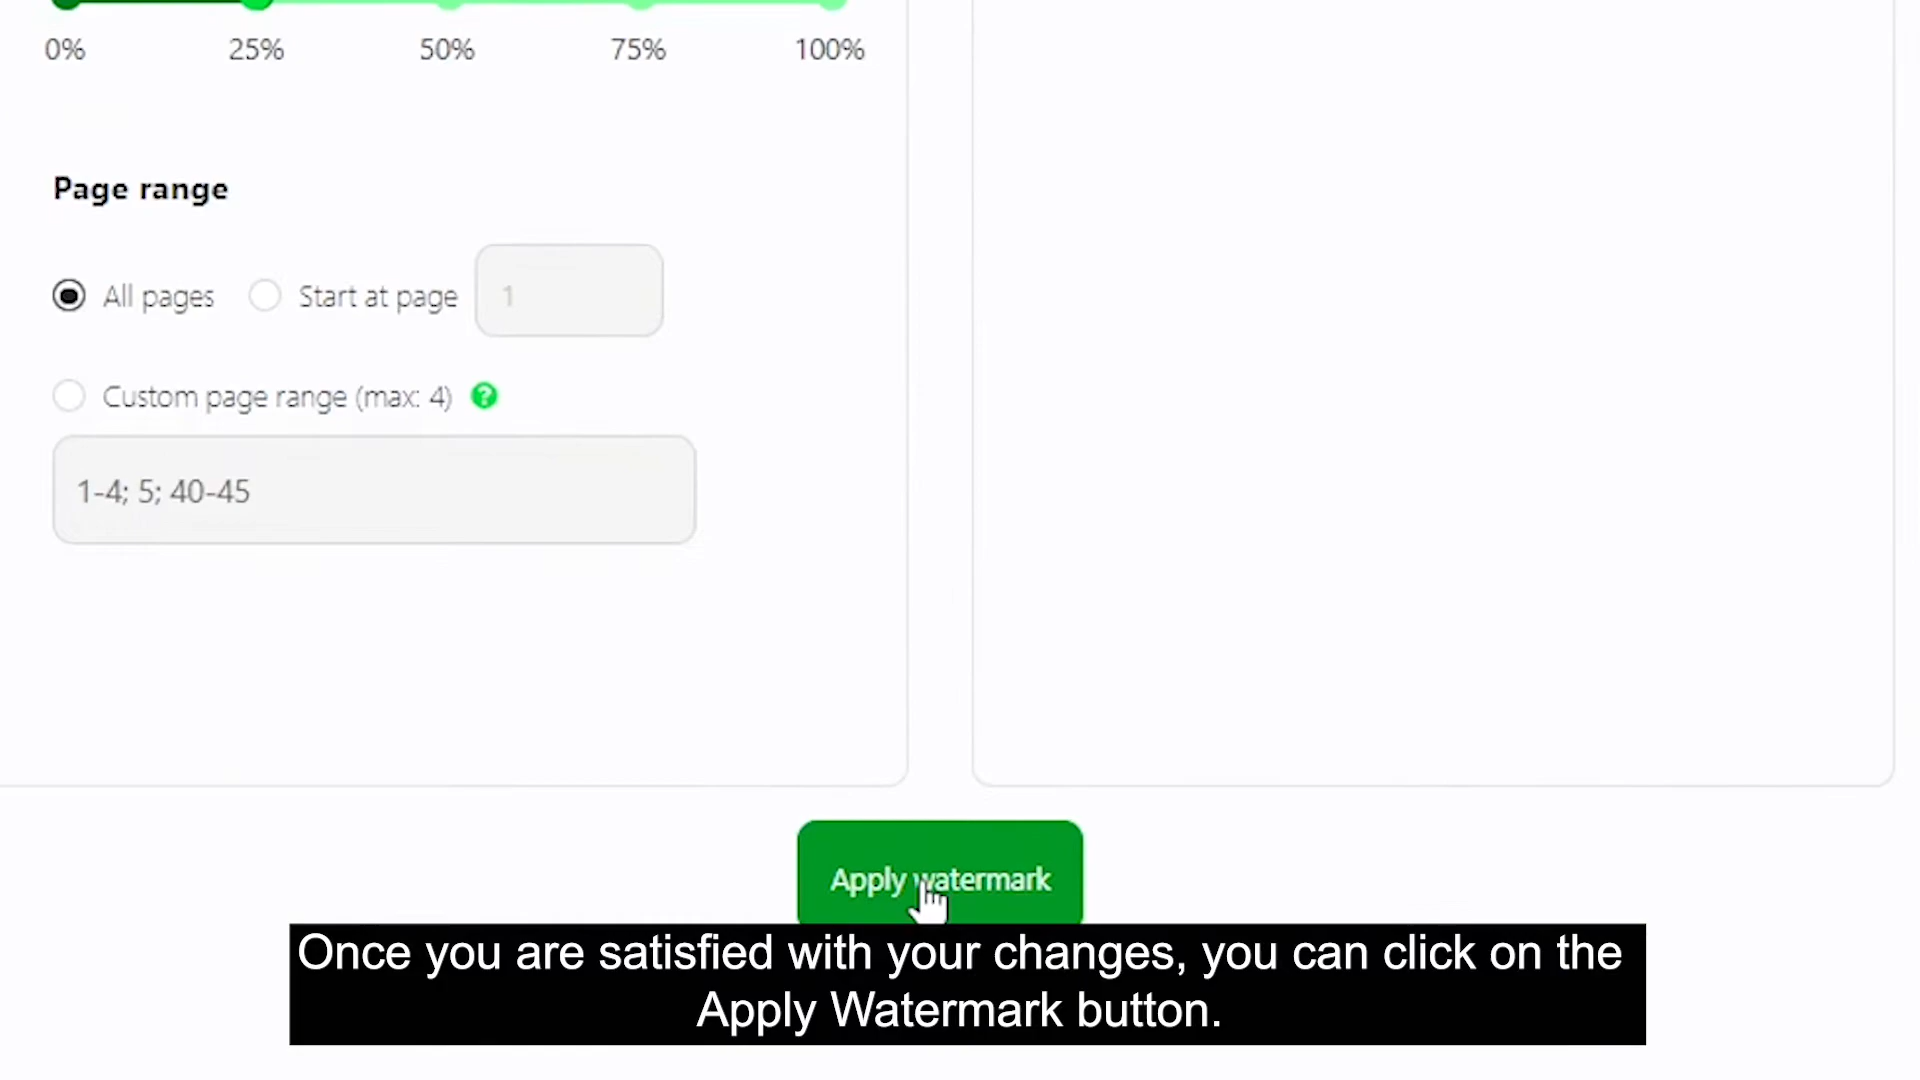 0% 25% 50% 75% 100%
Page range
All pages Start at page 1
Custom page range (max: 4) ?
1-4; 5; 40-45
Apply watermark
Once you are satisfied with your changes, you can click on the
Apply Watermark button.